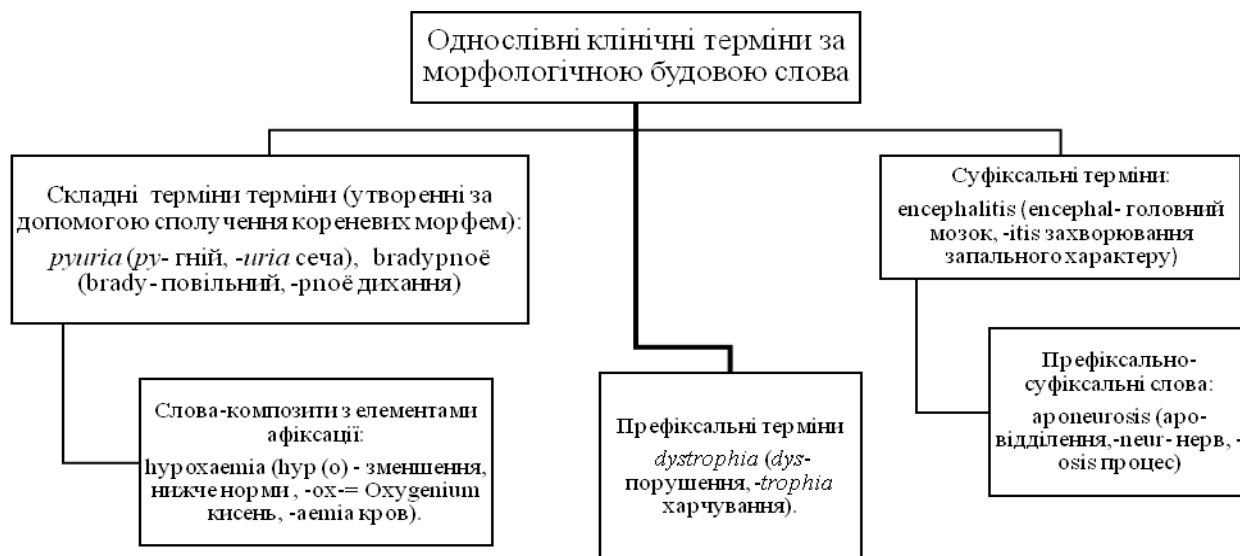 Однослівні клінічні терміни за
морфологічною будовою слова
Складні терміни терміни (утворенні за
допомогою сполучення кореневих морфем):
pyuria (py- гній, -uria сеча), bradypnoё
(brady- повільний, -pnoё дихання)
Слова-композити з елементами
афіксації:
hypoxaemia (hyp (o) - зменшення,
нижче норми , -ox-= Oxygenium
кисень, -aemia кров).
Префіксальні терміни
dystrophia (dys-
порушення, -trophia
харчування).
Суфіксальні терміни:
encephalitis (encephal- головний
мозок, -itis захворювання
запального характеру)
Префіксально-
суфіксальні слова:
aponeurosis (apo-
відділення,-neur- нерв, -
osis процес)